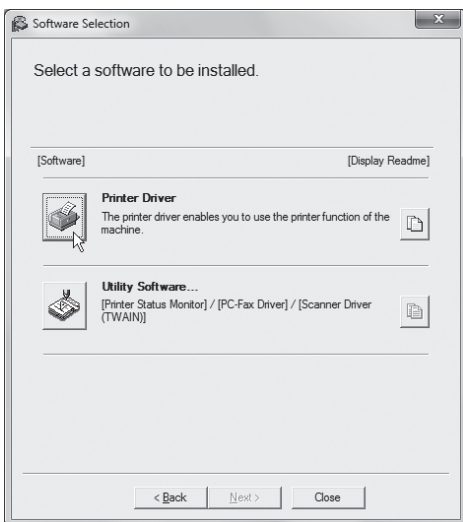 Software Selection
Select a software to be installed.
[Software] [Display Readme]
Printer Driver
The printer driver enables you to use the printer function of the
machine.
Utility Software...
[Printer Status Monitor] / [PC-Fax Driver] / [Scanner Driver
(TWAIN)]
< Back Next > Close